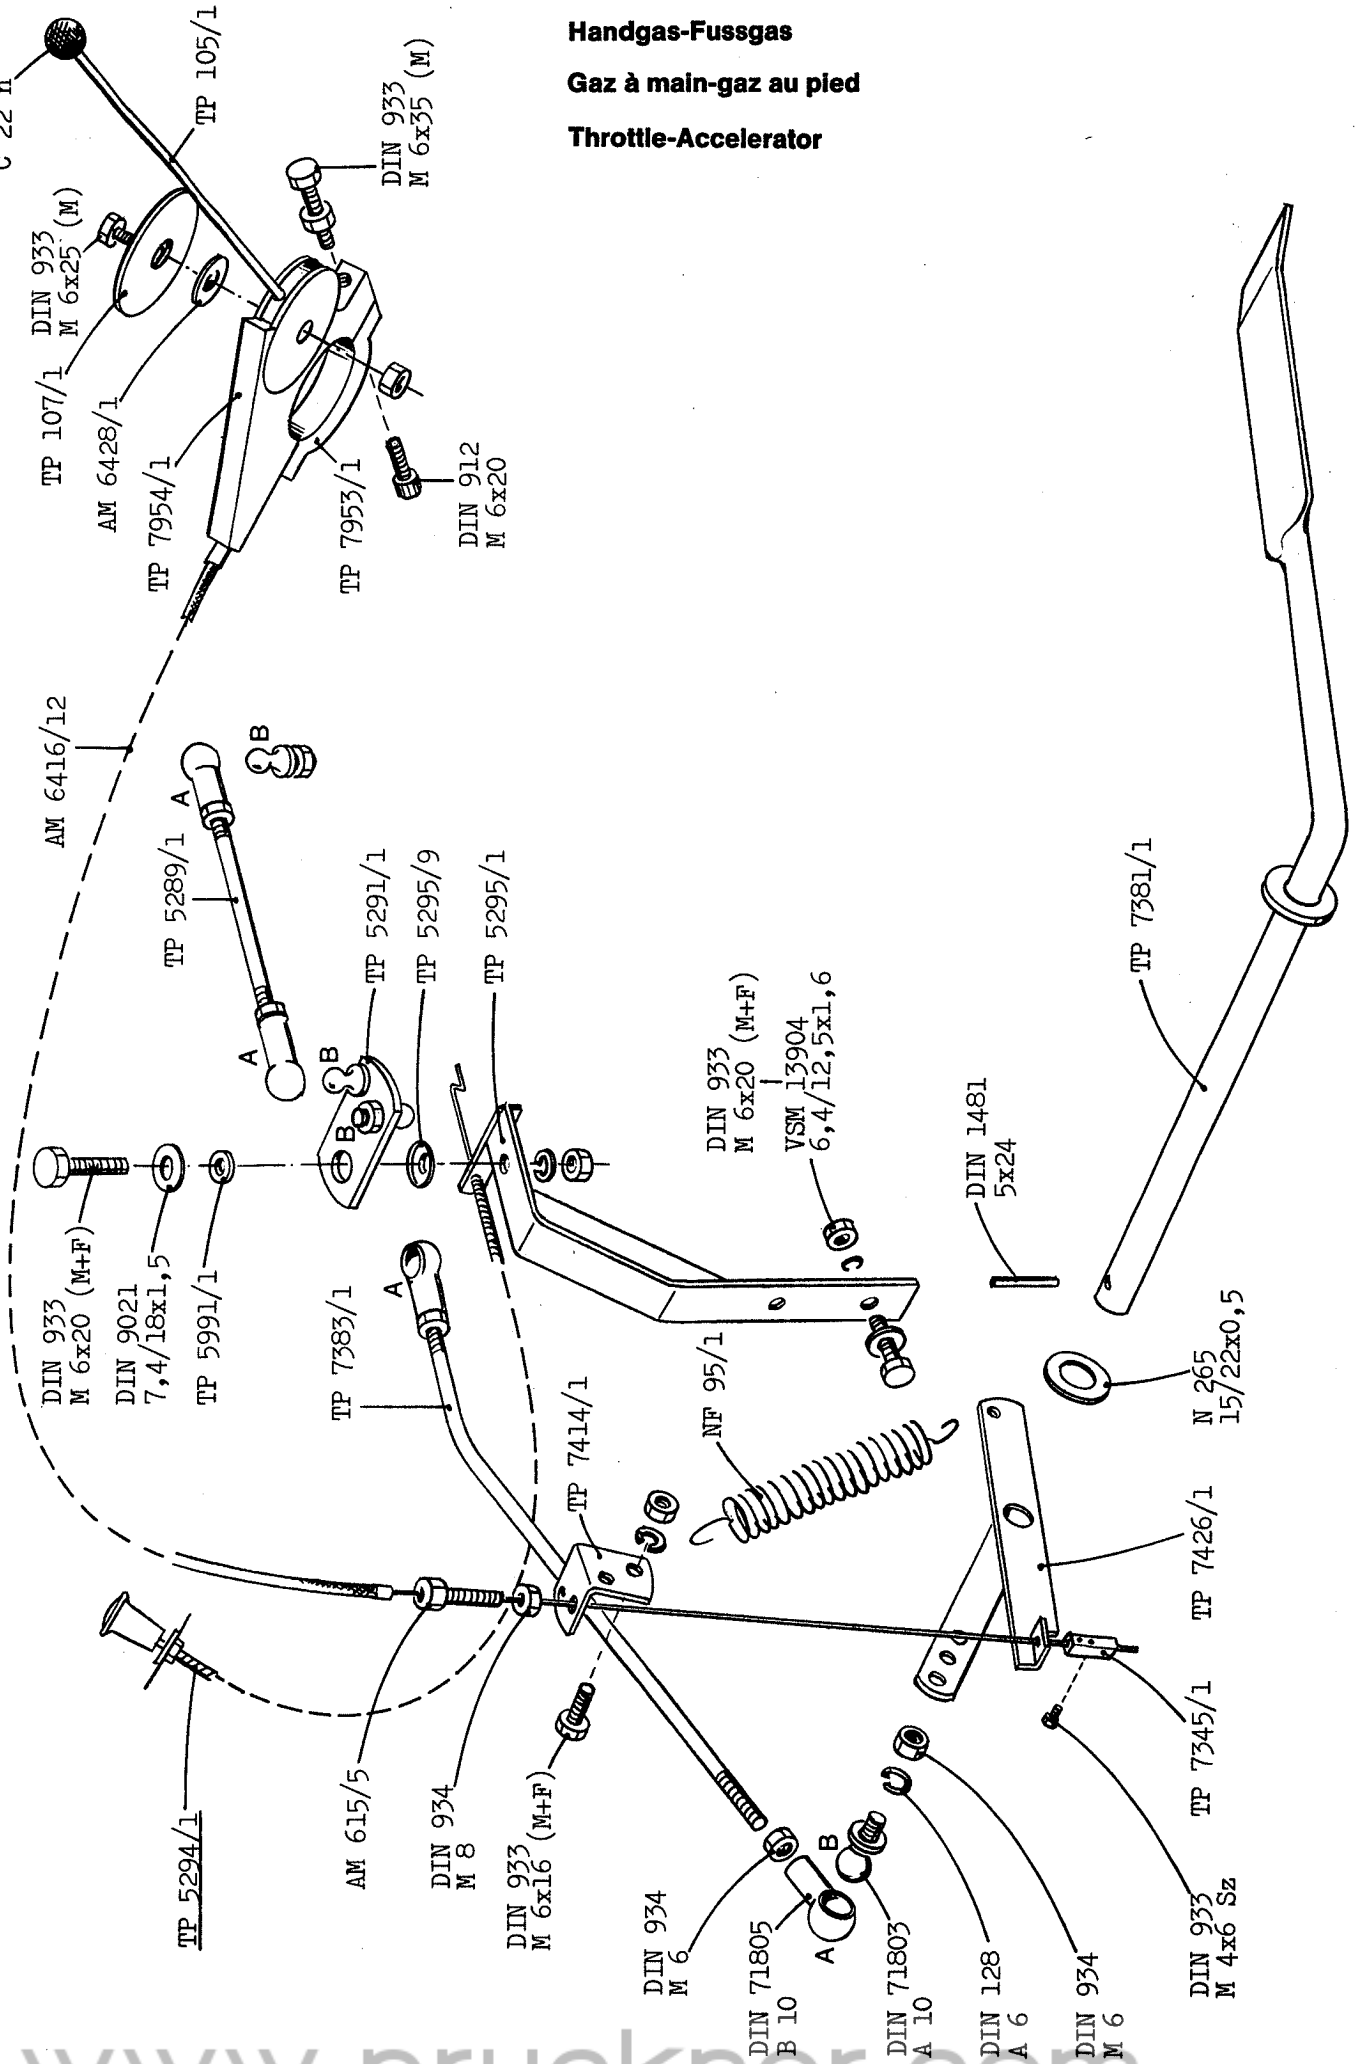 Handgas-Fussgas
Gaz à main-gaz au pied
Throttle-Accelerator
C 22 n
TP 105/1
DIN 933
M 6x35 (M)
DIN 933
M 6x25 (M)
TP 107/1
AM 6428/1
TP 7954/1
TP 7953/1
DIN 912
M 6x20
AM 6416/12
TP 5289/1
A
B
A
B
B
TP 5291/1
TP 5295/9
TP 5295/1
DIN 933
M 6x20 (M+F)
VSM 13904
6,4/12,5x1,6
TP 7381/1
DIN 1481
5x24
DIN 933
M 6x20 (M+F)
DIN 9021
7,4/18x1,5
TP 5991/1
TP 7383/1
A
TP 7414/1
NF 95/1
N 265
15/22x0,5
TP 7426/1
TP 7345/1
TP 5294/1
AM 615/5
DIN 934
M 8
DIN 933
M 6x16 (M+F)
DIN 934
M 6
DIN 71805
B 10
A
B
DIN 71803
A 10
DIN 128
A 6
DIN 934
M 6
DIN 933
M 4x6 Sz